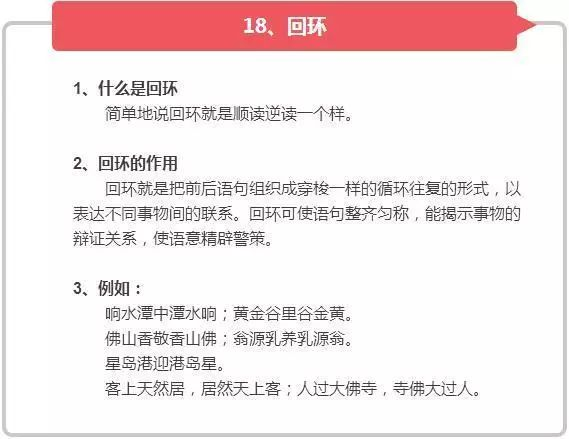 18、回环
1、什么是回环
简单地说回环就是顺读逆读一个样。
2、回环的作用
回环就是把前后语句组织成穿梭一样的循环往复的形式，以
表达不同事物间的联系。回环可使语句整齐匀称，能揭示事物的
辩证关系，使语意精辟警策。
3、例如：
响水潭中潭水响；黄金谷里谷金黄。
佛山香敬香山佛；翁源乳养乳源翁。
星岛港迎港岛星。
客上天然居，居然天上客；人过大佛寺，寺佛大过人。